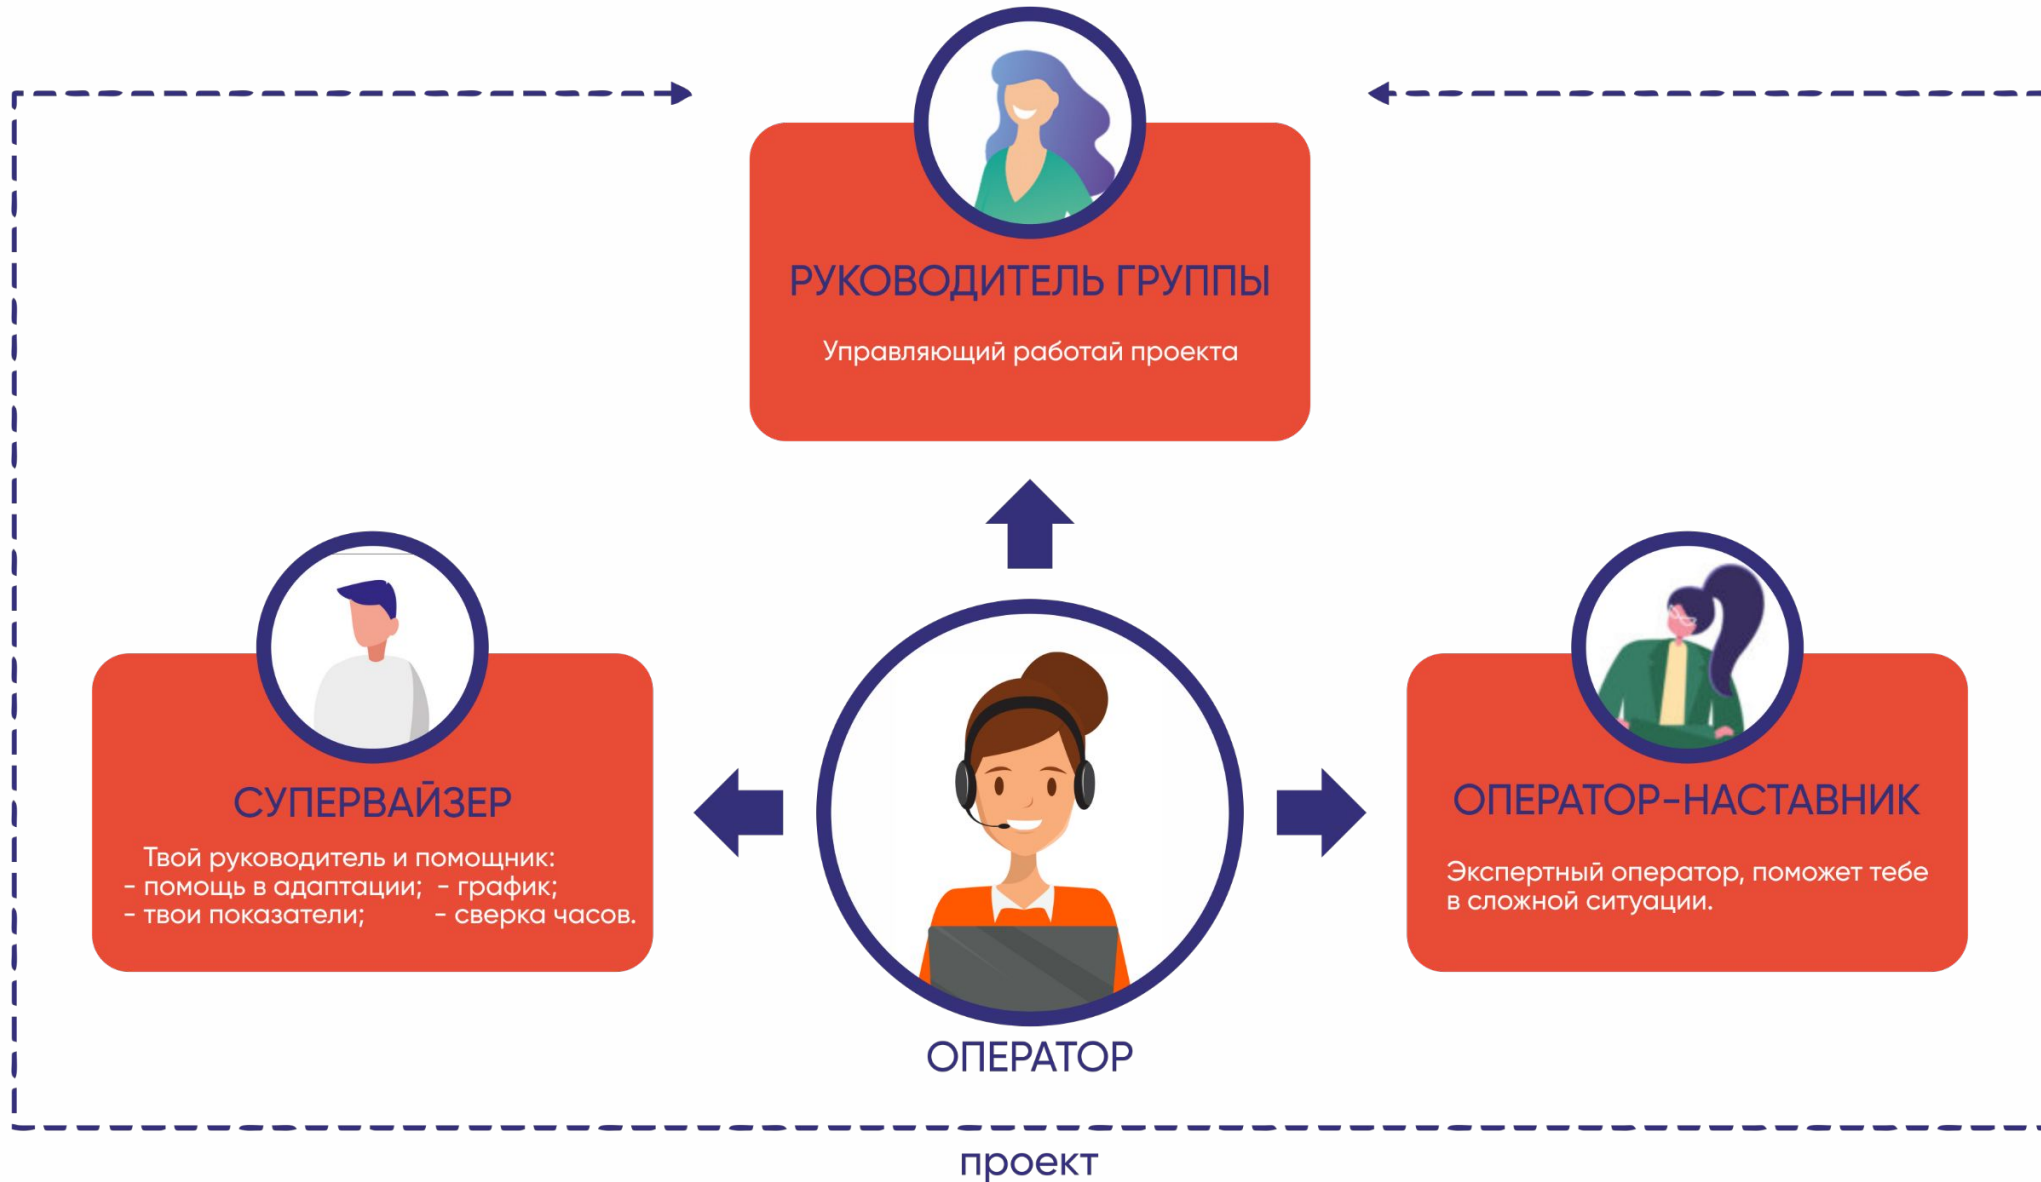 РУКОВОДИТЕЛЬ ГРУППЫ
Управляющий работай проекта
СУПЕРВАЙЗЕР
Твой руководитель и помощник:
- помощь в адаптации; - график;
- твои показатели; - сверка часов.
ОПЕРАТОР-НАСТАВНИК
Экспертный оператор, поможет тебе
в сложной ситуации.
ОПЕРАТОР
проект